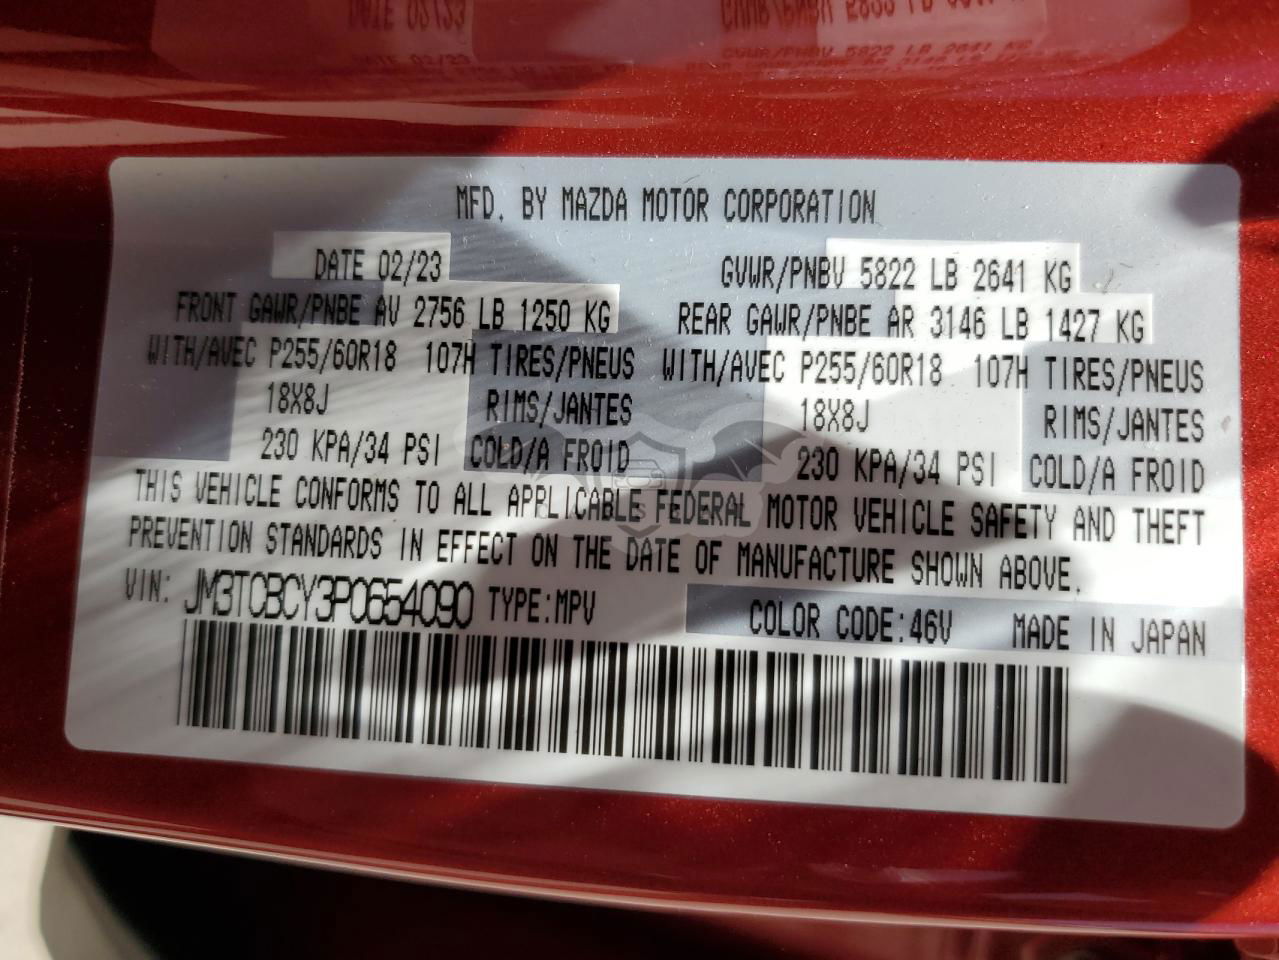 MFD. BY MAZDA MOTOR CORPORATION
DATE 02/23 GVWR/PNBV 5822 LB 2641 KG
FRONT GAWR/PNBE AV 2756 LB 1250 KG REAR GAWR/PNBE AR 3146 LB 1427 KG
WITH/AVEC P255/60R18 107H TIRES/PNEUS WITH/AVEC P255/60R18 107H TIRES/PNEUS
18X8J RIMS/JANTES 18X8J RIMS/JANTES
230 KPA/34 PSI COLD/A FROID 230 KPA/34 PSI COLD/A FROID
THIS VEHICLE CONFORMS TO ALL APPLICABLE FEDERAL MOTOR VEHICLE SAFETY AND THEFT
PREVENTION STANDARDS IN EFFECT ON THE DATE OF MANUFACTURE SHOWN ABOVE.
VIN: JM3TCBCY3P0654090 TYPE:MPV COLOR CODE:46V MADE IN JAPAN